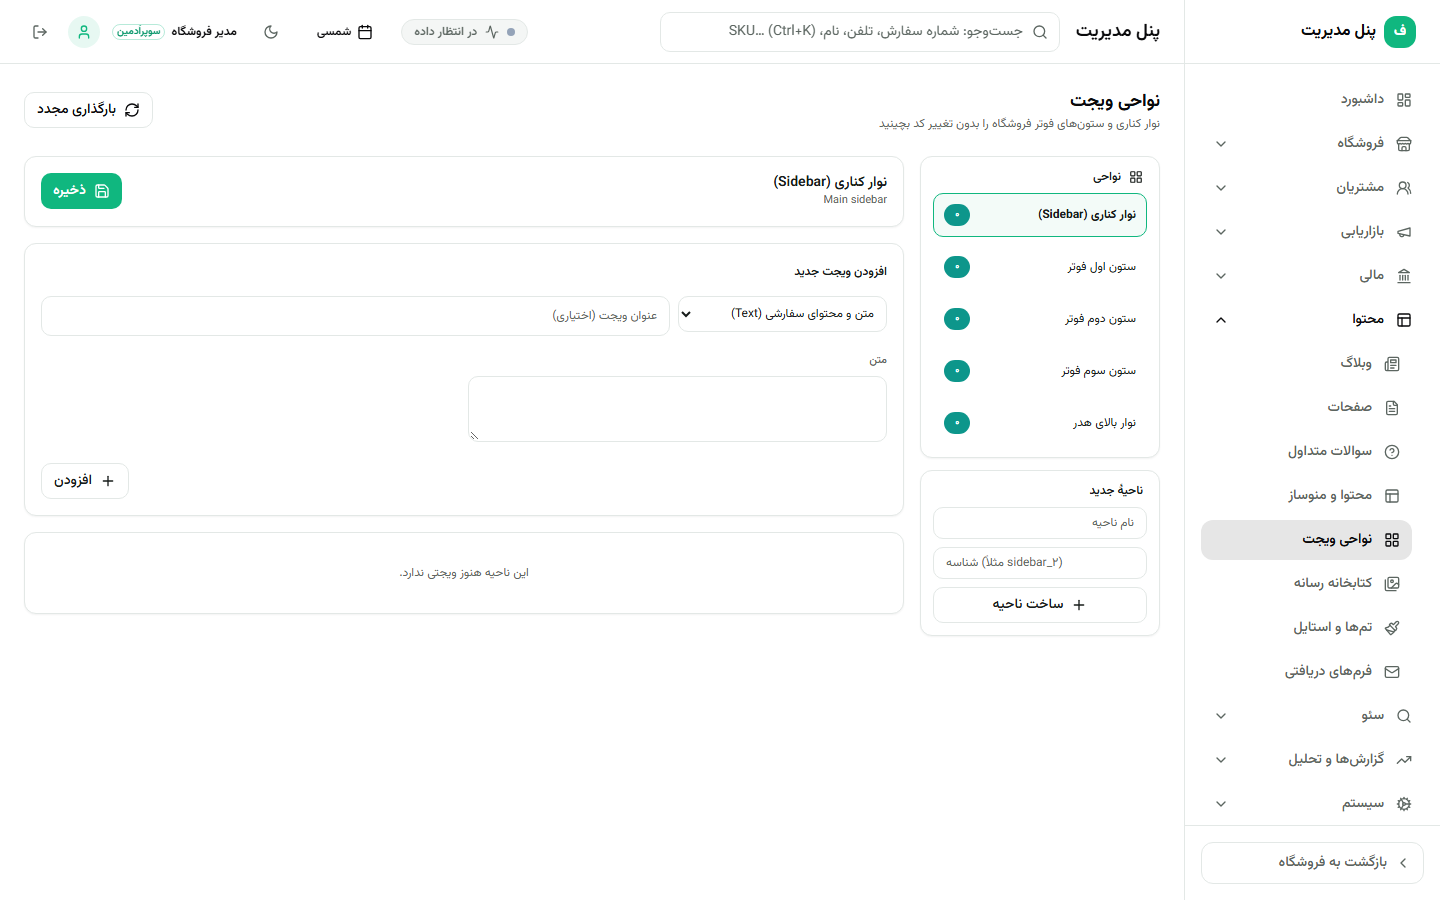 ف
پنل مدیریت
پنل مدیریت
جست‌وجو: شماره سفارش، تلفن، نام، SKU... (Ctrl+K)
در انتظار داده
شمسی
مدیر فروشگاه
سوپرادمین
داشبورد
فروشگاه
مشتریان
بازاریابی
مالی
محتوا
وبلاگ
صفحات
سوالات متداول
محتوا و منوساز
نواحی ویجت
کتابخانه رسانه
تم‌ها و استایل
فرم‌های دریافتی
سئو
گزارش‌ها و تحلیل
سیستم
بازگشت به فروشگاه
نواحی ویجت
نوار کناری و ستون‌های فوتر فروشگاه را بدون تغییر کد بچینید
بارگذاری مجدد
نواحی
نوار کناری (Sidebar)
۰
ستون اول فوتر
۰
ستون دوم فوتر
۰
ستون سوم فوتر
۰
نوار بالای هدر
۰
ناحیهٔ جدید
نام ناحیه
شناسه (مثلاً sidebar_۲)
ساخت ناحیه
نوار کناری (Sidebar)
Main sidebar
ذخیره
افزودن ویجت جدید
متن و محتوای سفارشی (Text)
عنوان ویجت (اختیاری)
متن
افزودن
این ناحیه هنوز ویجتی ندارد.